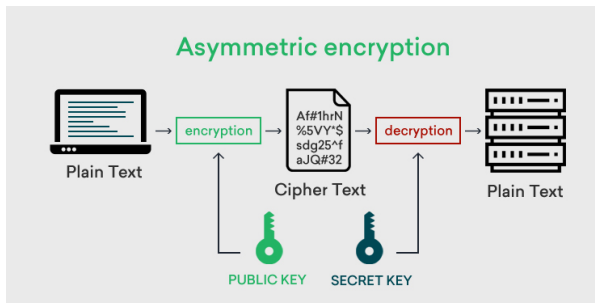 Asymmetric encryption
Plain Text
encryption
Af#1hrN
%5VY*$
sdg25^f
aJQ#32
Cipher Text
decryption
Plain Text
PUBLIC KEY
SECRET KEY